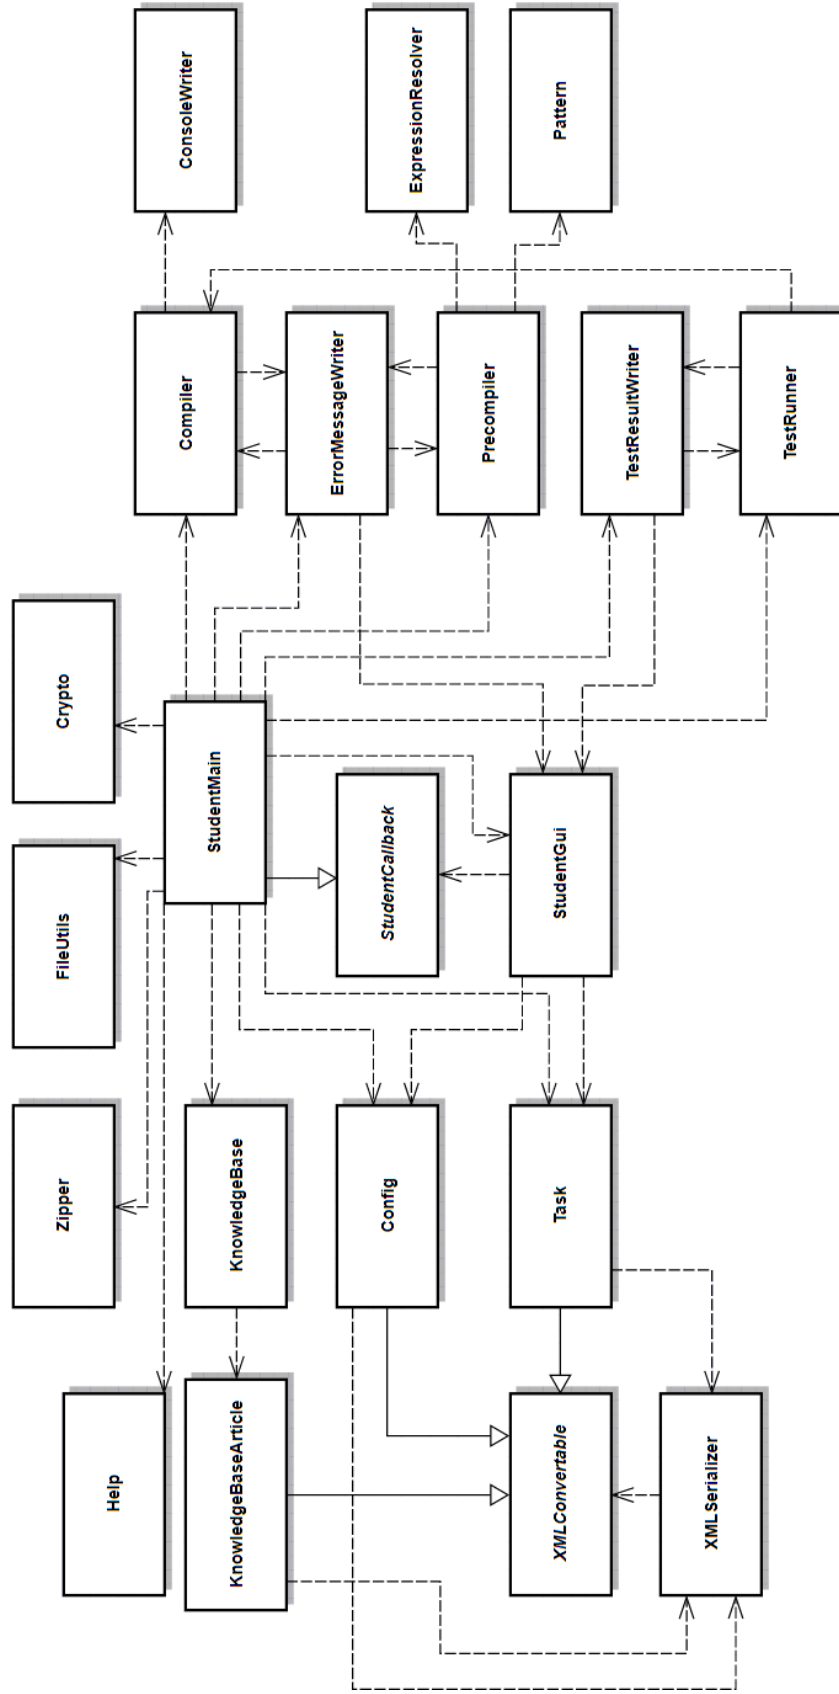 Help
Zipper
FileUtils
Crypto
KnowledgeBaseArticle
KnowledgeBase
StudentMain
Compiler
ConsoleWriter
Config
StudentCallback
ErrorMessageWriter
XMLConvertable
Task
StudentGui
Precompiler
ExpressionResolver
Pattern
XMLSerializer
TestResultWriter
TestRunner